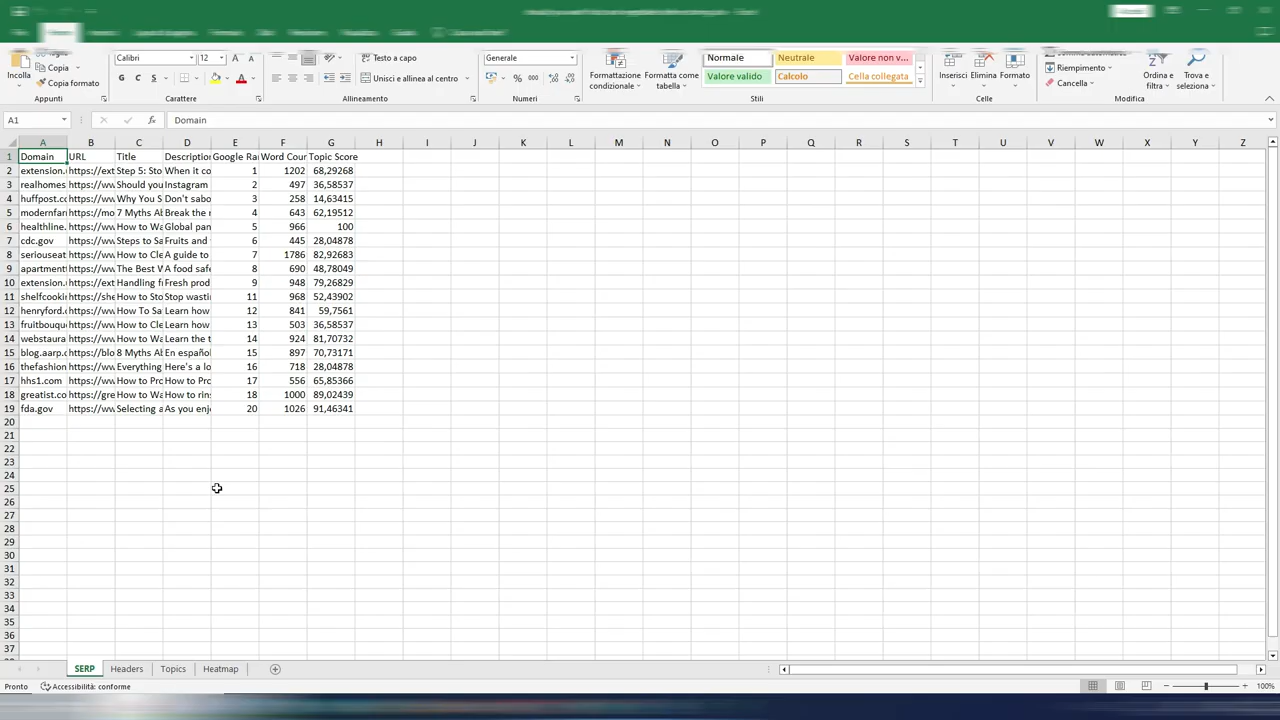 Incolla
Copia
Copia formato
Appunti
Calibri 12
G C S
Carattere
Testo a capo
Unisci e allinea al centro
Allineamento
Generale
% 000
Numeri
Formattazione condizionale
Formatta come tabella
Normale Neutrale Valore non v...
Valore valido Calcolo Cella collegata
Stili
Inserisci Elimina Formato
Celle
Riempimento
Cancella
Ordina e filtra
Trova e seleziona
Modifica
A1 fx Domain
A B C D E F G H I J K L M N O P Q R S T U V W X Y Z
1 Domain URL Title Description Google Ra Word Cour Topic Score
2 extension. https://ext Step 5: Sto When it co 1 1202 68,29268
3 realhomes https://ww Should you Instagram 2 497 36,58537
4 huffpost.co https://ww Why You S Don't sabo 3 258 14,63415
5 modernfar https://mo 7 Myths Ab Break the r 4 643 62,19512
6 healthline. https://ww How to Wa Global pan 5 966 100
7 cdc.gov https://ww Steps to Sa Fruits and 6 445 28,04878
8 seriouseat https://ww How to Cle A guide to 7 1786 82,92683
9 apartment https://ww The Best W A food safe 8 690 48,78049
10 extension. https://ext Handling fr Fresh prod 9 948 79,26829
11 shelfcooki https://she How to Sto Stop wasti 11 968 52,43902
12 henryford. https://ww How To Sa Learn how 12 841 59,7561
13 fruitbouqu https://ww How to Cle Learn how 13 503 36,58537
14 webstaura https://ww How to Wa Learn the t 14 924 81,70732
15 blog.aarp.o https://blo 8 Myths Ab En español 15 897 70,73171
16 thefashion https://ww Everything Here's a lo 16 718 28,04878
17 hhs1.com https://ww How to Pro How to Pro 17 556 65,85366
18 greatist.co https://gre How to Wa How to rin 18 1000 89,02439
19 fda.gov https://ww Selecting a As you enj 20 1026 91,46341
20
21
22
23
24
25
26
27
28
29
30
31
32
33
34
35
36
37
SERP Headers Topics Heatmap
Pronto Accessibilità: conforme 100%